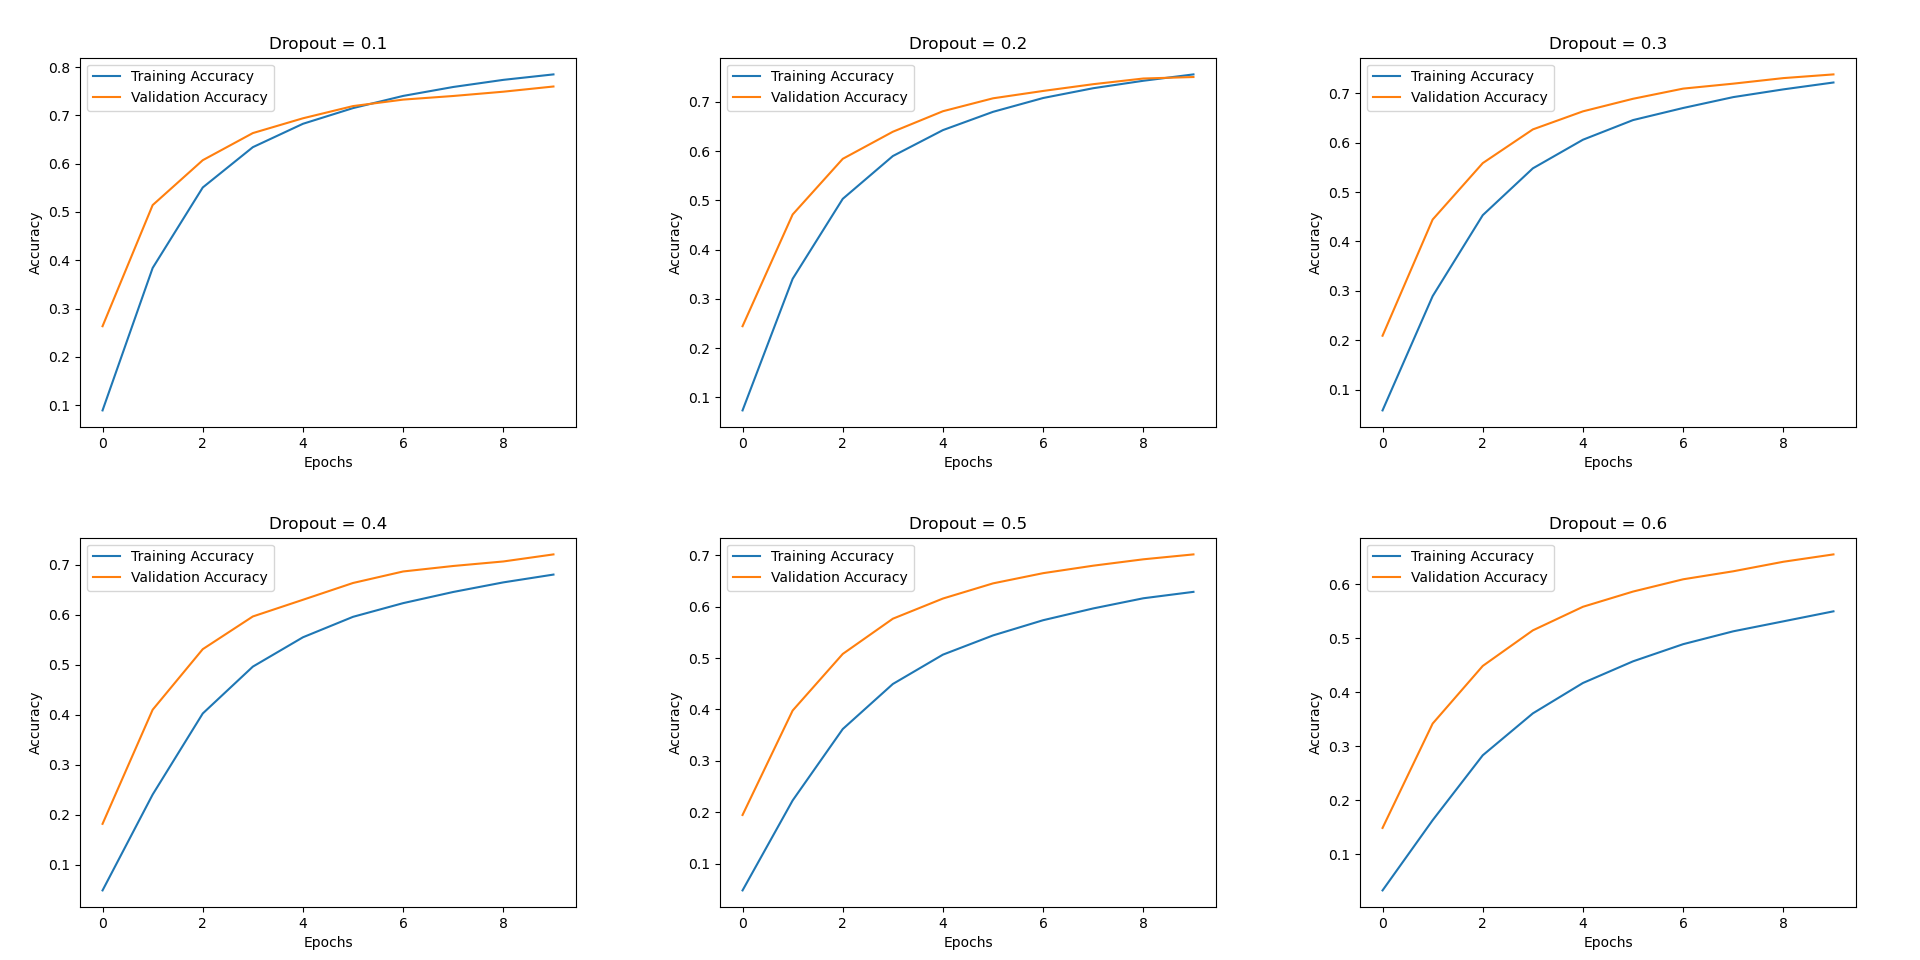 Dropout = 0.1
Training Accuracy
Validation Accuracy
0.8
0.7
0.6
0.5
0.4
0.3
0.2
0.1
Accuracy
0 2 4 6 8
Epochs
Dropout = 0.2
Training Accuracy
Validation Accuracy
0.7
0.6
0.5
0.4
0.3
0.2
0.1
Accuracy
0 2 4 6 8
Epochs
Dropout = 0.3
Training Accuracy
Validation Accuracy
0.7
0.6
0.5
0.4
0.3
0.2
0.1
Accuracy
0 2 4 6 8
Epochs
Dropout = 0.4
Training Accuracy
Validation Accuracy
0.7
0.6
0.5
0.4
0.3
0.2
0.1
Accuracy
0 2 4 6 8
Epochs
Dropout = 0.5
Training Accuracy
Validation Accuracy
0.7
0.6
0.5
0.4
0.3
0.2
0.1
Accuracy
0 2 4 6 8
Epochs
Dropout = 0.6
Training Accuracy
Validation Accuracy
0.6
0.5
0.4
0.3
0.2
0.1
Accuracy
0 2 4 6 8
Epochs